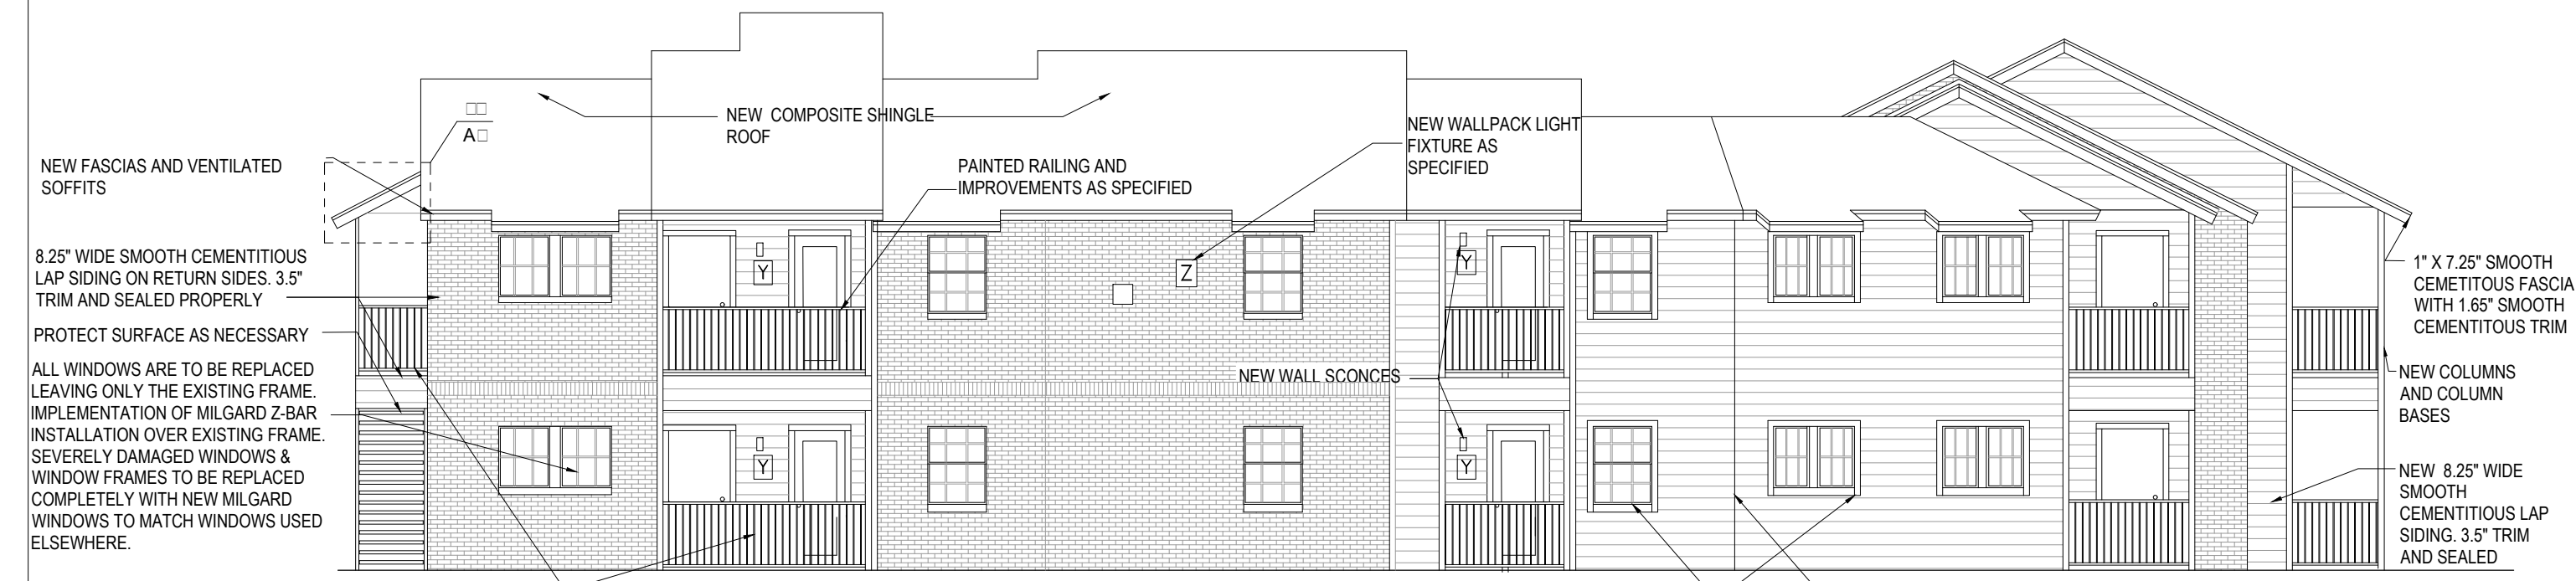 NEW COMPOSITE SHINGLE
ROOF
A
NEW WALLPACK LIGHT
FIXTURE AS
SPECIFIED
NEW FASCIAS AND VENTILATED
SOFFITS
PAINTED RAILING AND
IMPROVEMENTS AS SPECIFIED
8.25" WIDE SMOOTH CEMENTITIOUS
LAP SIDING ON RETURN SIDES. 3.5"
TRIM AND SEALED PROPERLY
Y
Z
Y
1" X 7.25" SMOOTH
CEMETITOUS FASCIA
WITH 1.65" SMOOTH
CEMENTITOUS TRIM
PROTECT SURFACE AS NECESSARY
ALL WINDOWS ARE TO BE REPLACED
LEAVING ONLY THE EXISTING FRAME.
IMPLEMENTATION OF MILGARD Z-BAR
INSTALLATION OVER EXISTING FRAME.
SEVERELY DAMAGED WINDOWS &
WINDOW FRAMES TO BE REPLACED
COMPLETELY WITH NEW MILGARD
WINDOWS TO MATCH WINDOWS USED
ELSEWHERE.
NEW WALL SCONCES
NEW COLUMNS
AND COLUMN
BASES
Y
Y
NEW 8.25" WIDE
SMOOTH
CEMENTITIOUS LAP
SIDING. 3.5" TRIM
AND SEALED